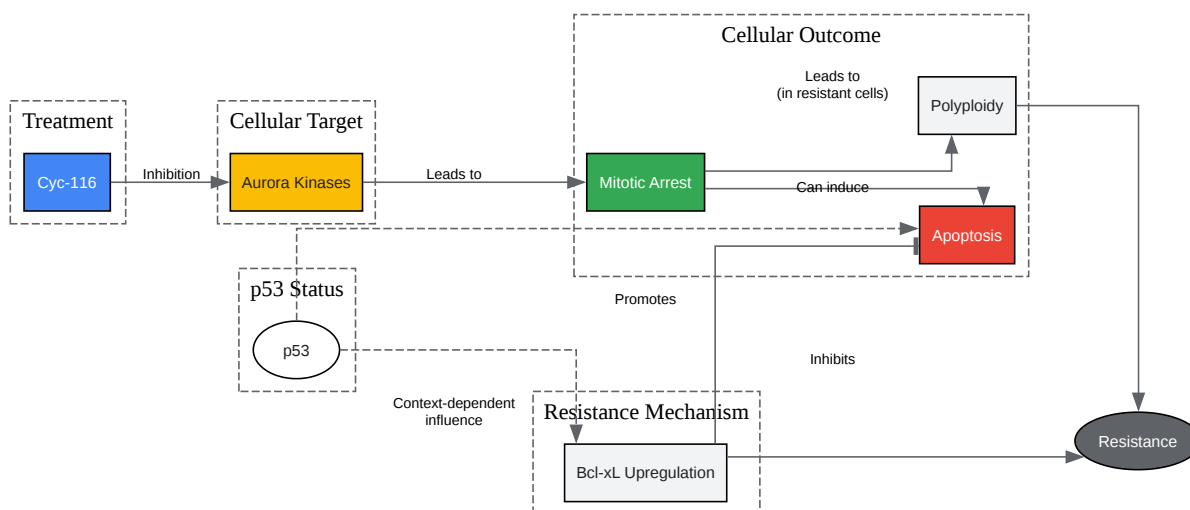 Cellular Outcome
Leads to
(in resistant cells)
Polyploidy
Treatment
Cellular Target
Cyc-116
Inhibition
Aurora Kinases
Leads to
Mitotic Arrest
Can induce
Apoptosis
p53 Status
Promotes
p53
Inhibits
Context-dependent
influence
Resistance Mechanism
Bcl-xL Upregulation
Resistance